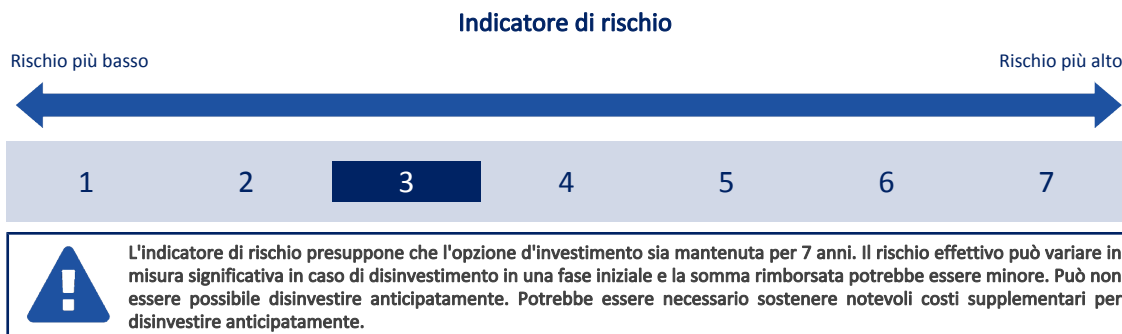 Indicatore di rischio
Rischio più basso
Rischio più alto
1 2 3 4 5 6 7
L'indicatore di rischio presuppone che l'opzione d'investimento sia mantenuta per 7 anni. Il rischio effettivo può variare in
misura significativa in caso di disinvestimento in una fase iniziale e la somma rimborsata potrebbe essere minore. Può non
essere possibile disinvestire anticipatamente. Potrebbe essere necessario sostenere notevoli costi supplementari per
disinvestire anticipatamente.